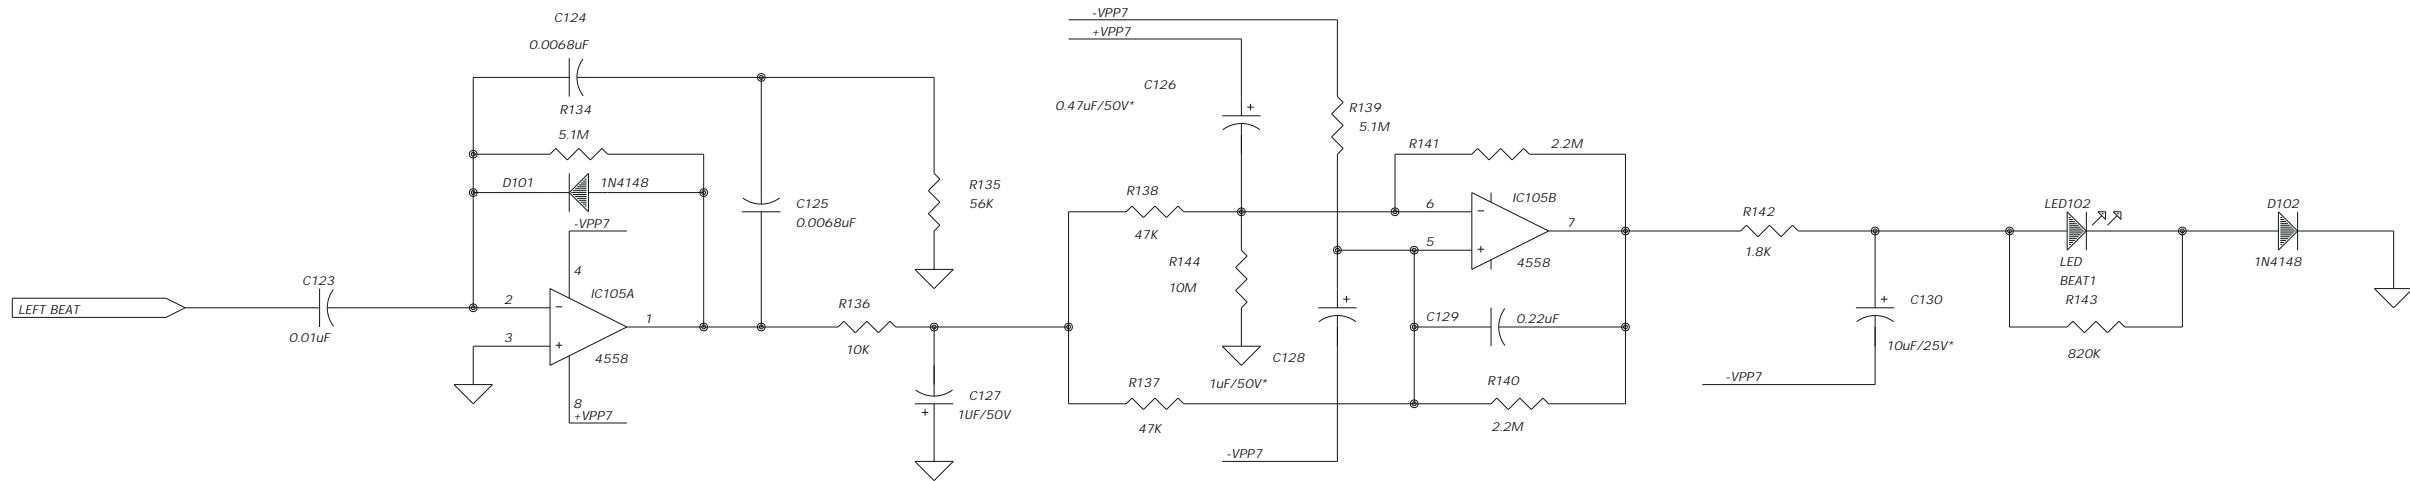 LEFT BEAT
C123
0.01uF
C124
0.0068uF
R134
5.1M
D101
1N4148
-VPP7
4
2
IC105A
1
3
4558
8
+VPP7
C125
0.0068uF
R135
56K
R136
10K
C127
1UF/50V
-VPP7
+VPP7
C126
0.47uF/50V*
R139
5.1M
R138
47K
R144
10M
C128
1uF/50V*
R137
47K
-VPP7
R141
2.2M
6
IC105B
7
5
4558
C129
0.22uF
R140
2.2M
R142
1.8K
C130
10uF/25V*
-VPP7
LED102
LED
BEAT1
R143
820K
D102
1N4148